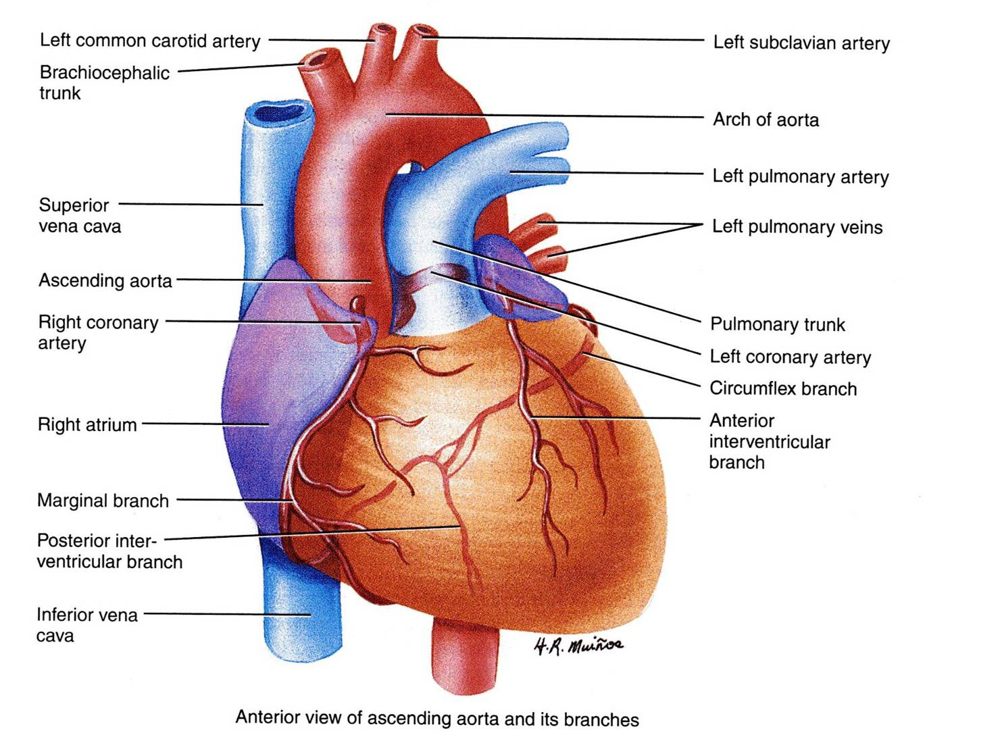 Left common carotid artery
Brachiocephalic
trunk
Superior
vena cava
Ascending aorta
Right coronary
artery
Right atrium
Marginal branch
Posterior inter-
ventricular branch
Inferior vena
cava
Left subclavian artery
Arch of aorta
Left pulmonary artery
Left pulmonary veins
Pulmonary trunk
Left coronary artery
Circumflex branch
Anterior
interventricular
branch
H.R. Muiños
Anterior view of ascending aorta and its branches